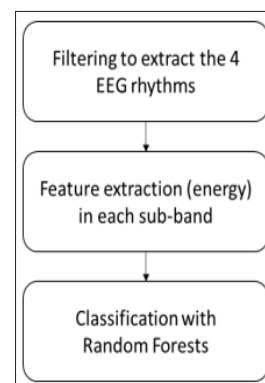 Filtering to extract the 4
EEG rhythms
Feature extraction (energy)
in each sub-band
Classification with
Random Forests